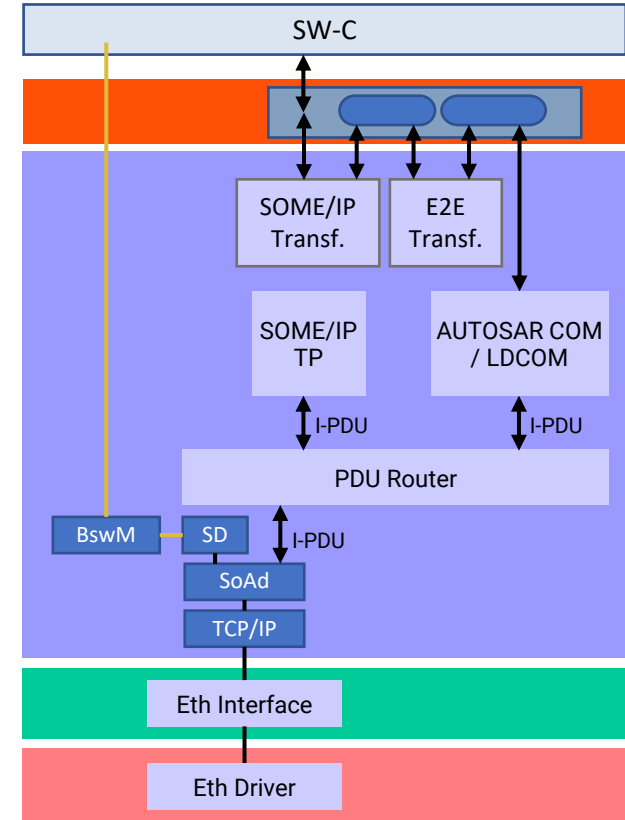 SW-C
SOME/IP
Transf.
E2E
Transf.
SOME/IP
TP
AUTOSAR COM
/ LDCOM
I-PDU
I-PDU
PDU Router
BswM
SD
I-PDU
SoAd
TCP/IP
Eth Interface
Eth Driver